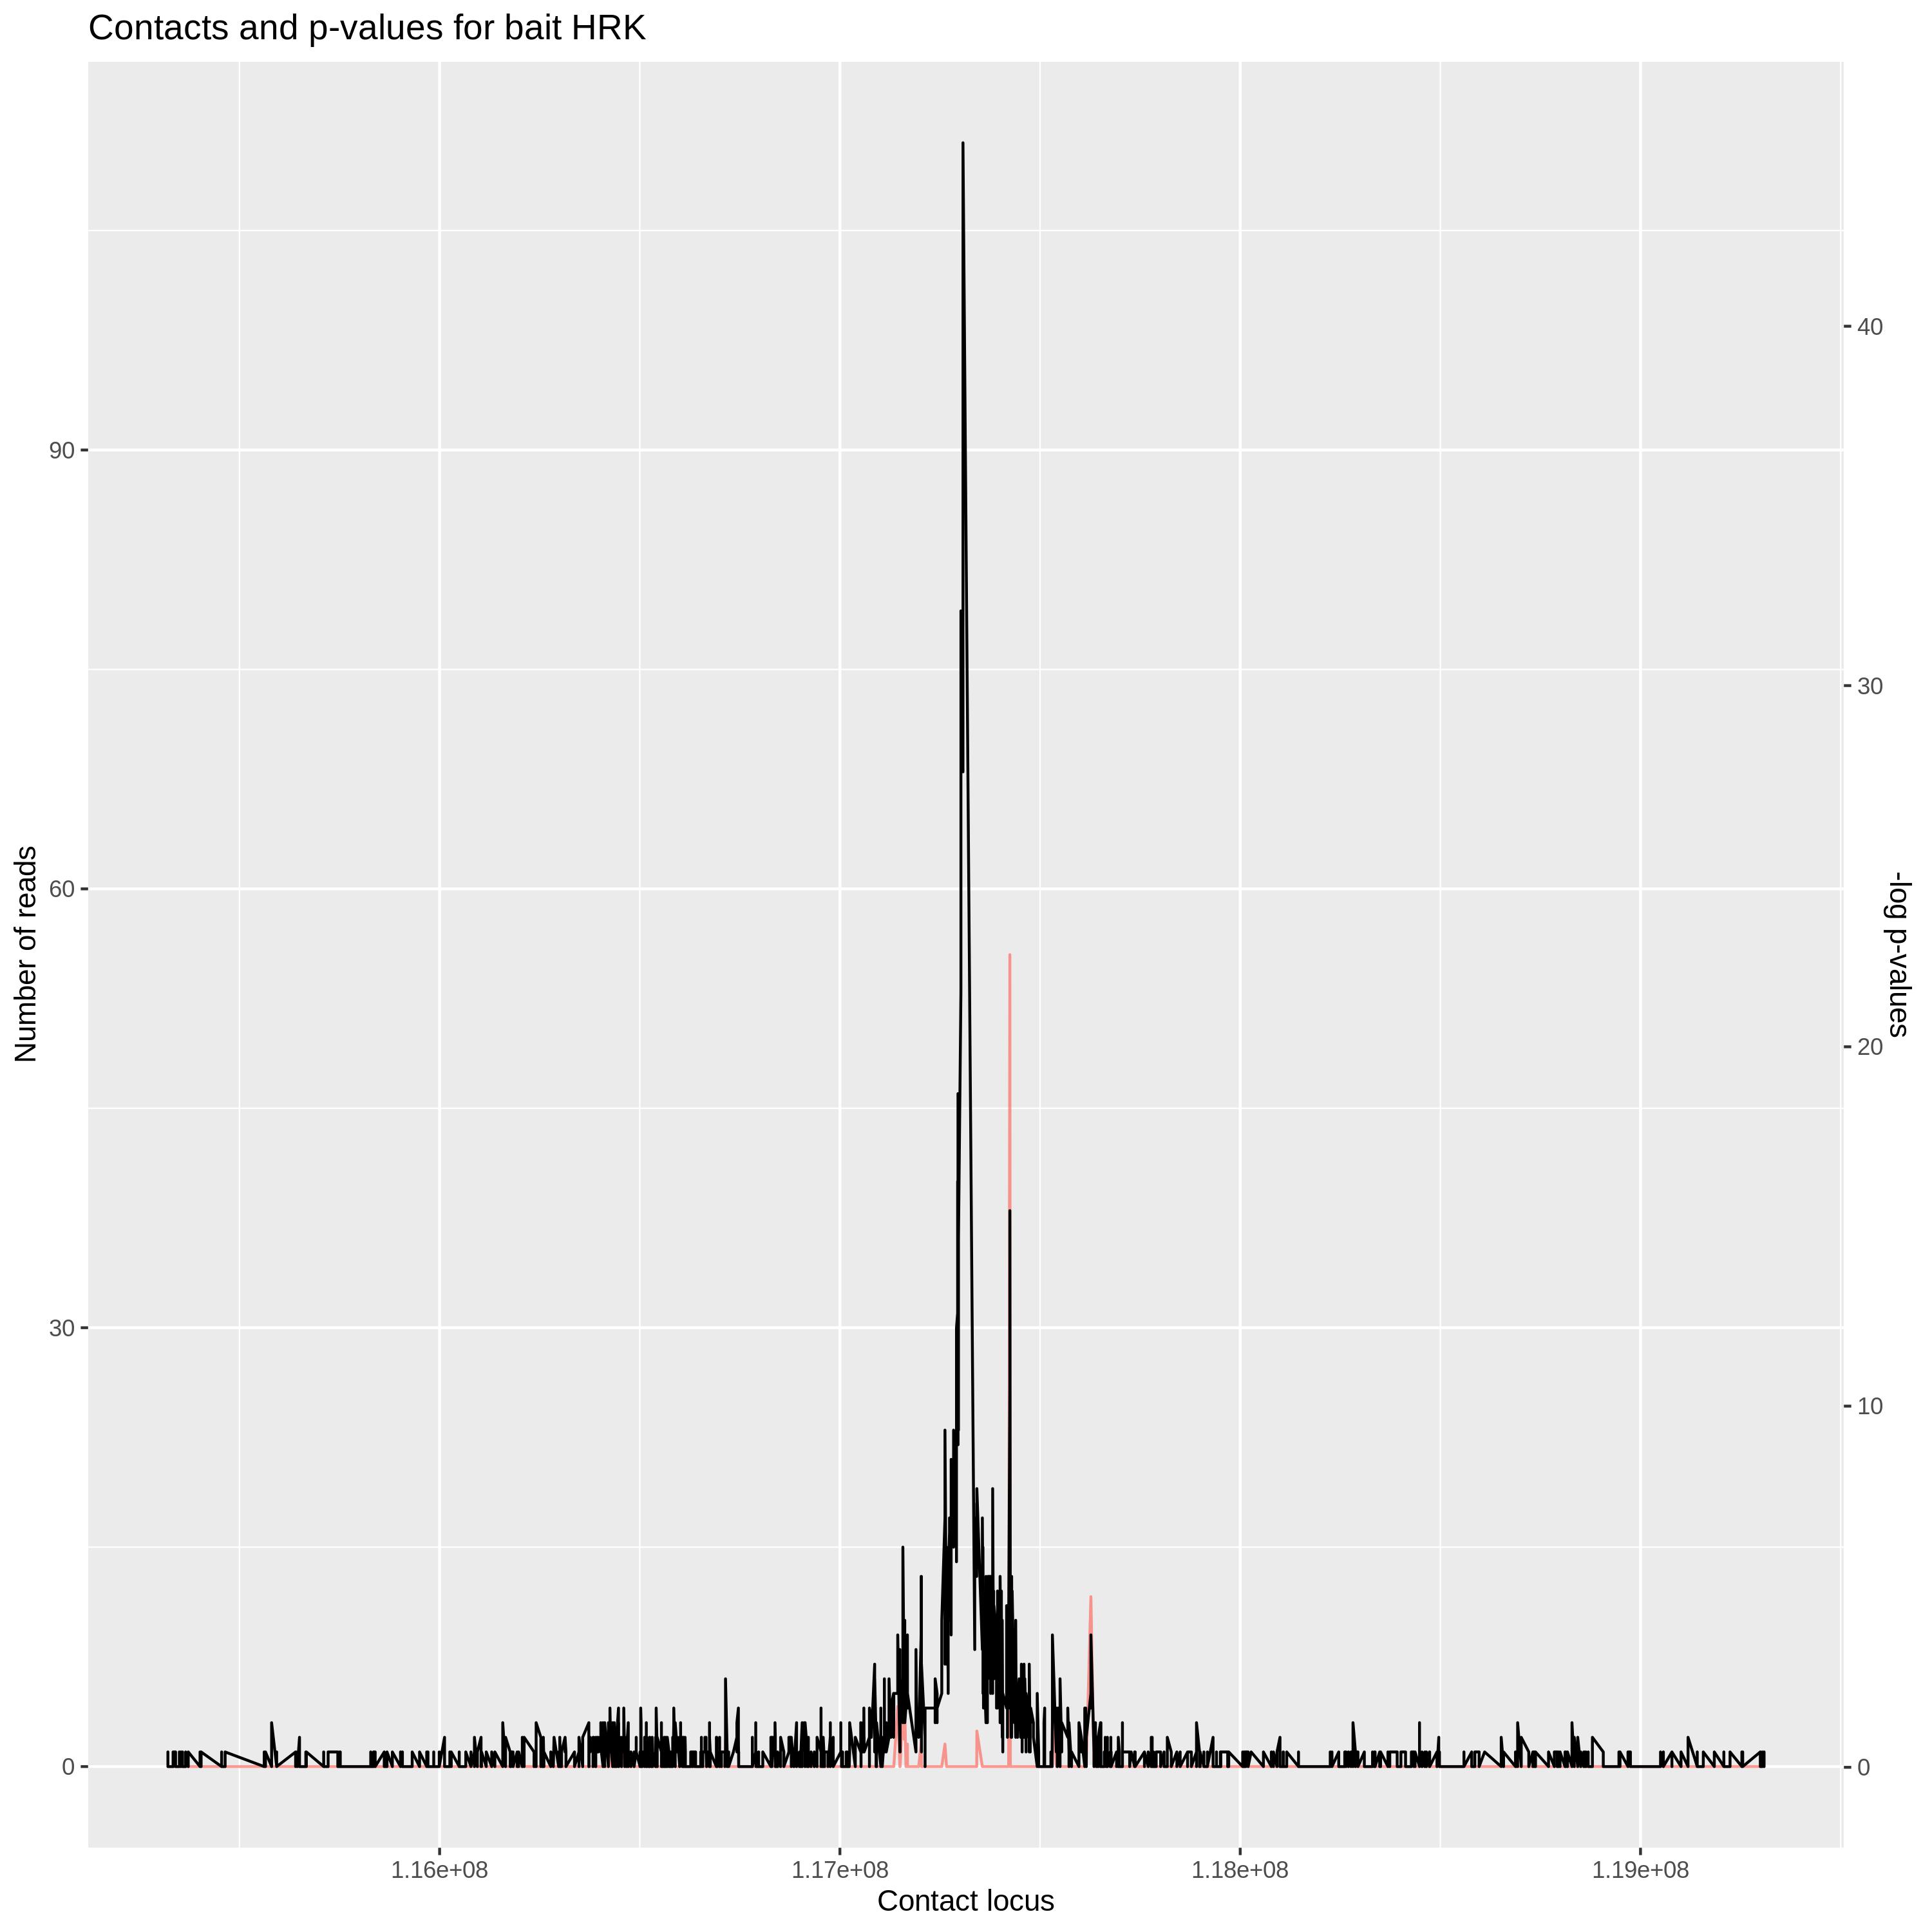 Contacts and p-values for bait HRK
Number of reads
90
60
30
0
40
30
20
10
0
-log p-values
1.16e+08 1.17e+08 1.18e+08 1.19e+08
Contact locus